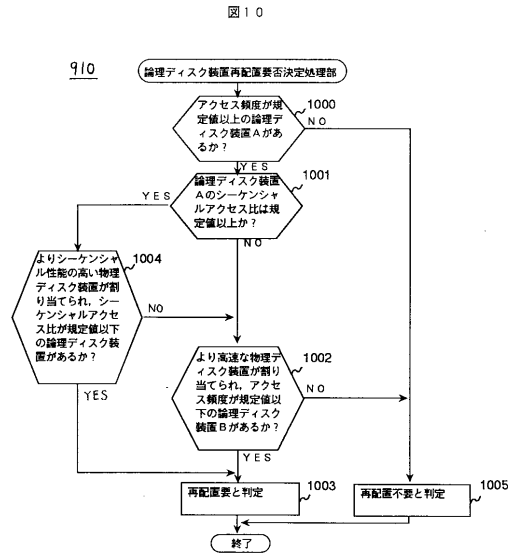 図１０
910
論理ディスク装置再配置要否決定処理部
アクセス頻度が規
定値以上の論理デ
ィスク装置Aがあ
るか？
1000
NO
YES
論理ディスク装置
Aのシーケンシャ
ルアクセス比は規
定値以上か？
1001
YES
NO
よりシーケンシャ
ル性能の高い物理
ディスク装置が割
り当てられ，シーケ
ンシャルアクセ
ス比が規定値以下
の論理ディスク装
置があるか？
1004
NO
YES
より高速な物理デ
ィスク装置が割り
当てられ，アクセス
頻度が規定値以
下の論理ディスク
装置Bがあるか？
1002
NO
YES
再配置要と判定
1003
再配置不要と判定
1005
終了